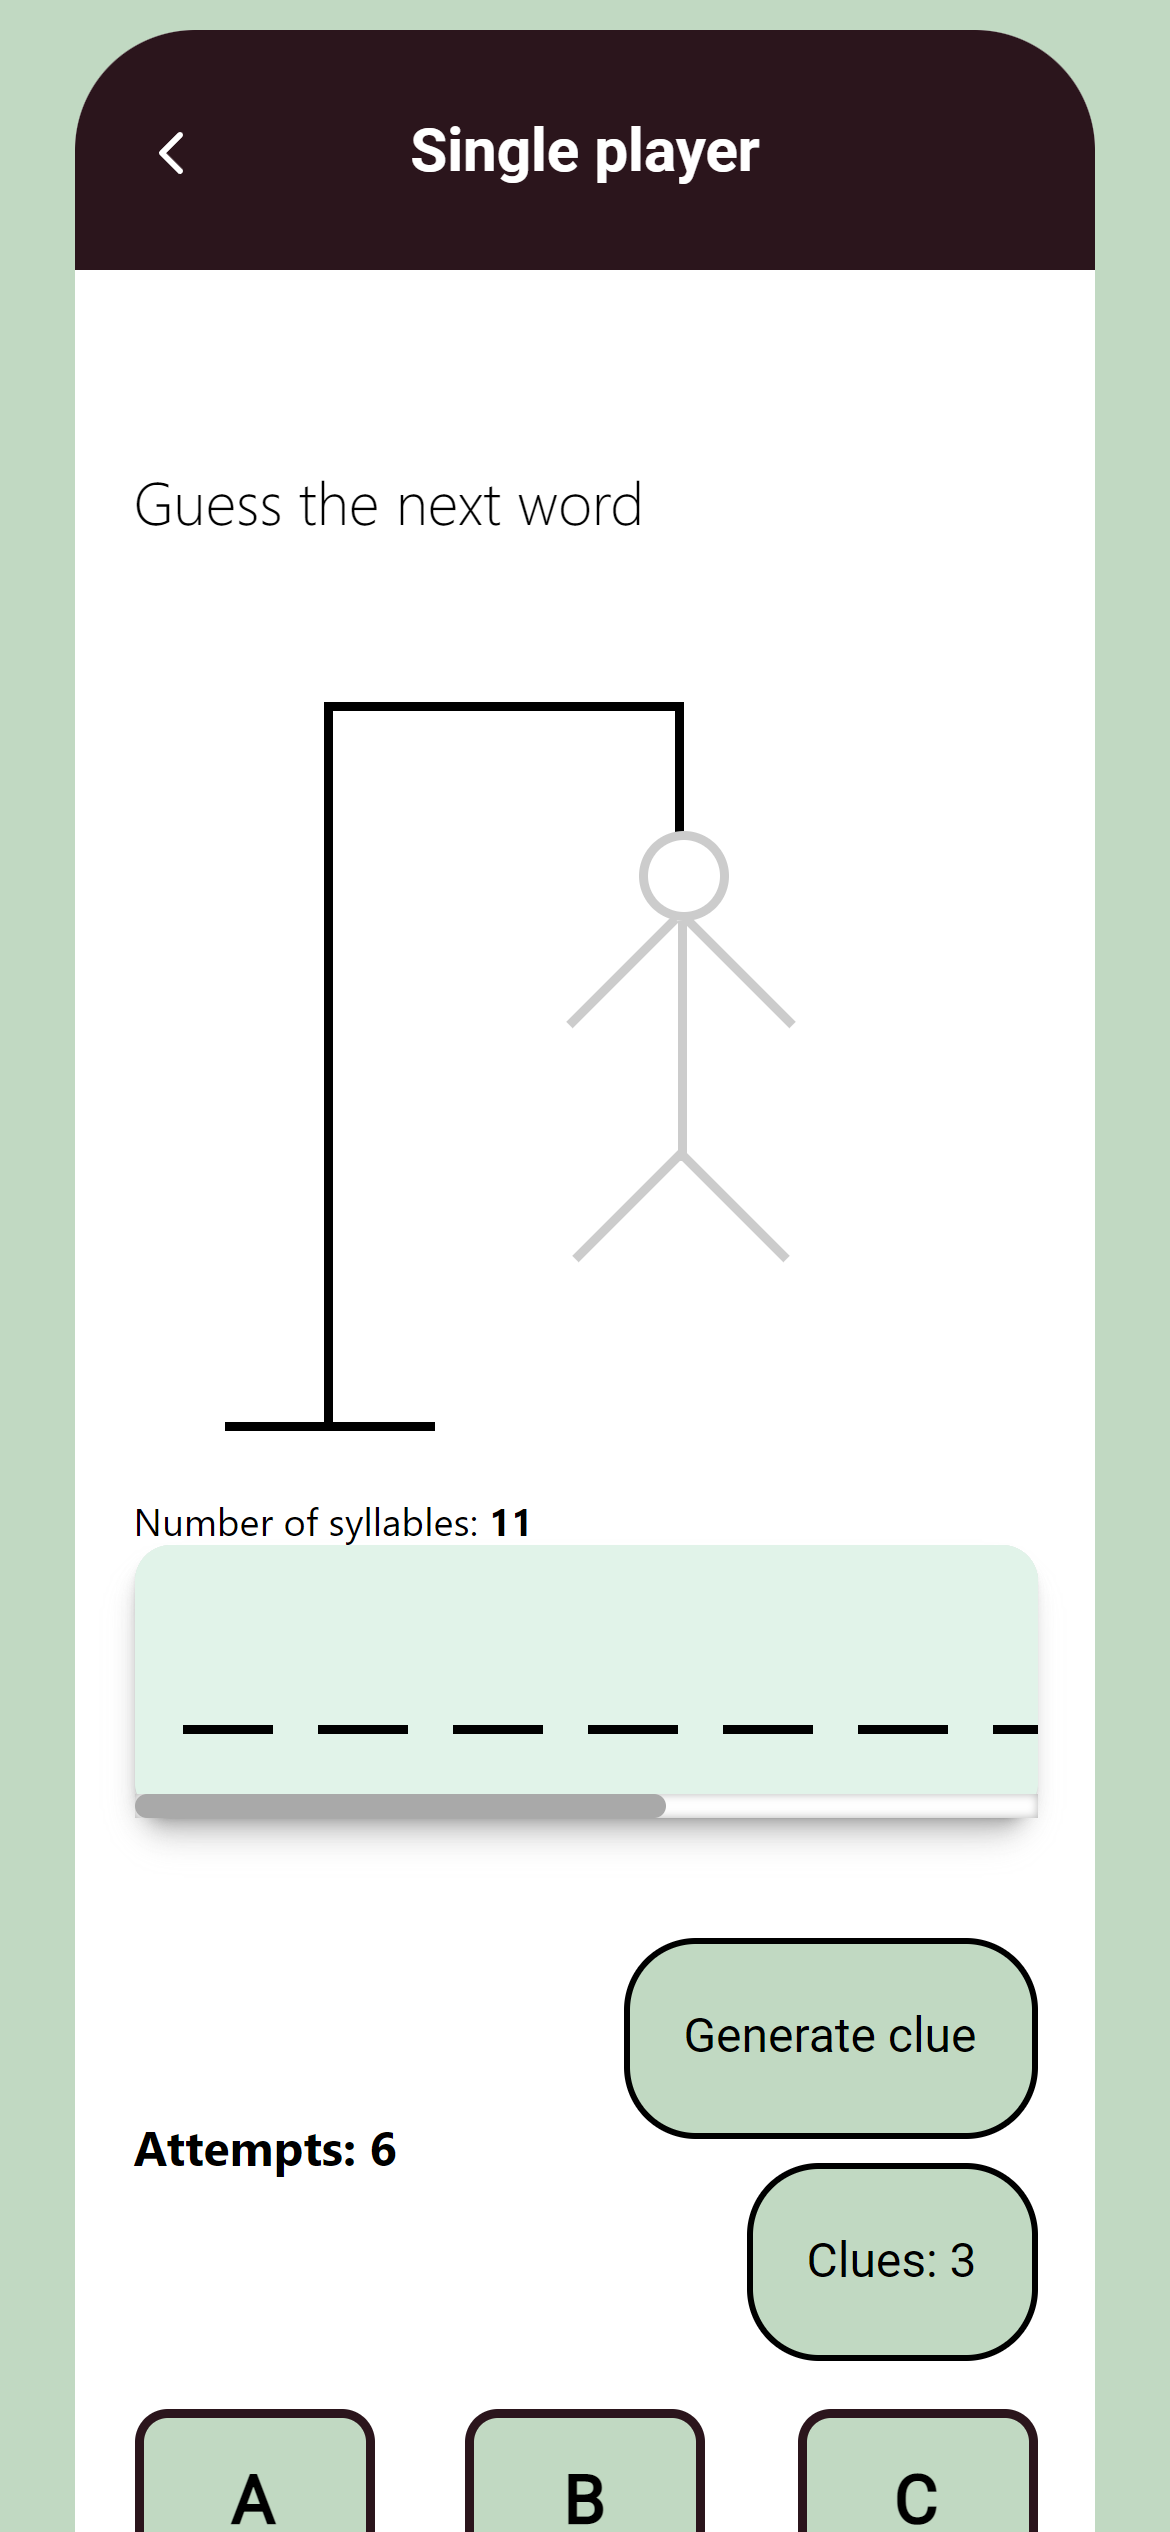 Single player
Guess the next word
Number of syllables: 11
Generate clue
Attempts: 6
Clues: 3
A B C